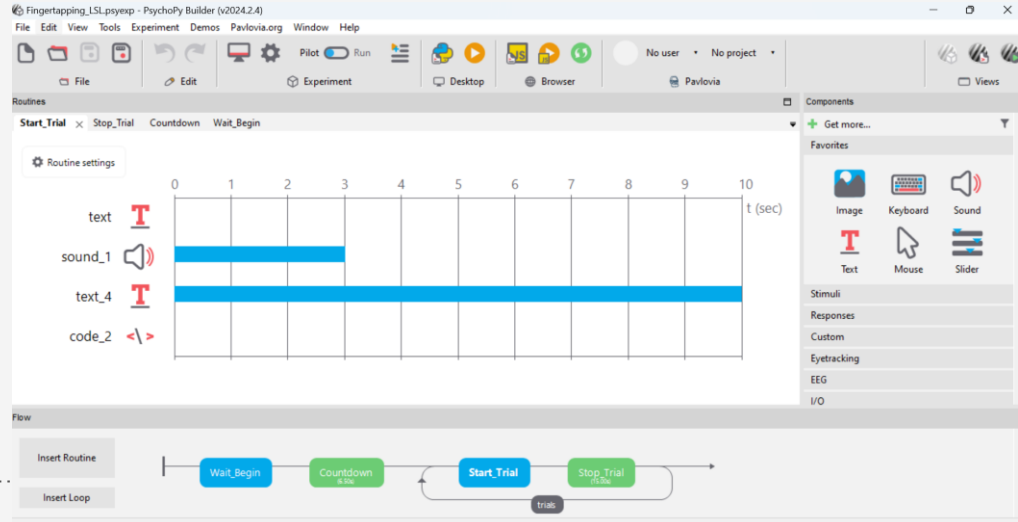 Fingertapping_LSL.psyexp - PsychoPy Builder (v2024.2.4)
File Edit View Tools Experiment Demos Pavlovia.org Window Help
Pilot Run
JS
No user
No project
File
Edit
Experiment
Desktop
Browser
Pavlovia
Views
Routines
Start_Trial
Stop_Trial
Countdown
Wait_Begin
Routine settings
0 1 2 3 4 5 6 7 8 9 10
t (sec)
text
sound_1
text_4
code_2
Components
Get more...
Favorites
Image Keyboard Sound
Text Mouse Slider
Stimuli
Responses
Custom
Eyetracking
EEG
I/O
Flow
Insert Routine
Insert Loop
Wait_Begin
Countdown
Start_Trial
Stop_Trial
trials